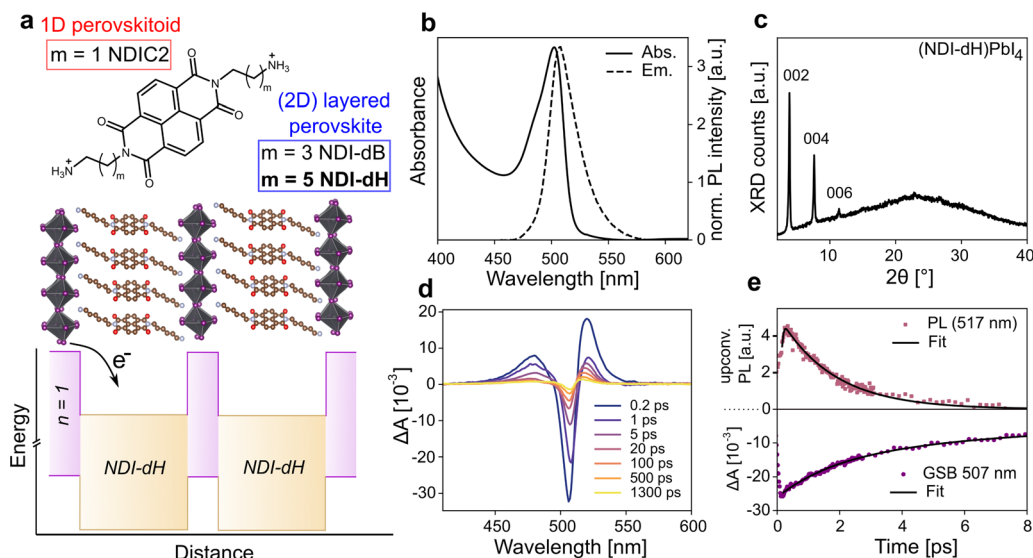 a
1D perovskitoid
m = 1 NDIC2
NH3
+
m
O
O
N
N
O
O
m
+
H3N
(2D) layered
perovskite
m = 3 NDI-dB
m = 5 NDI-dH
e-
n = 1
NDI-dH
NDI-dH
Energy
Distance
b
Abs.
Em.
Absorbance
norm. PL intensity [a.u.]
3
2
1
0
400
450
500
550
600
Wavelength [nm]
c
(NDI-dH)PbI4
002
004
006
XRD counts [a.u.]
10
20
30
40
2θ [°]
d
20
10
0
-10
-20
-30
ΔA [10-3]
0.2 ps
1 ps
5 ps
20 ps
100 ps
500 ps
1300 ps
450
500
550
600
Wavelength [nm]
e
upconv.
PL [a.u.]
4
2
0
PL (517 nm)
Fit
ΔA [10-3]
-10
-20
-30
GSB 507 nm
Fit
0
2
4
6
8
Time [ps]